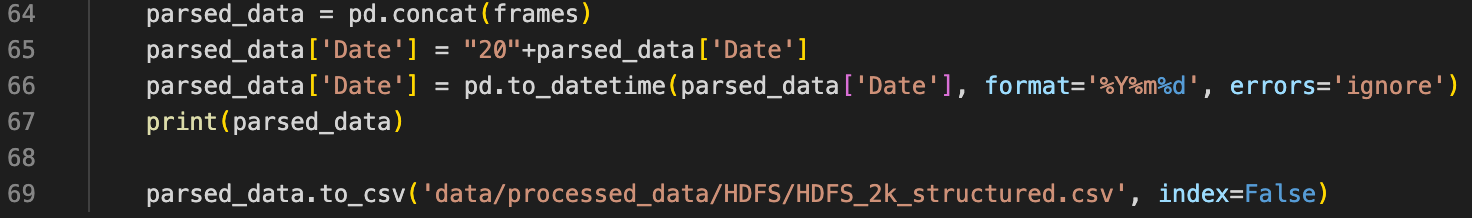 64 parsed_data = pd.concat(frames)
65 parsed_data['Date'] = "20"+parsed_data['Date']
66 parsed_data['Date'] = pd.to_datetime(parsed_data['Date'], format='%Y%m%d', errors='ignore')
67 print(parsed_data)
68
69 parsed_data.to_csv('data/processed_data/HDFS/HDFS_2k_structured.csv', index=False)